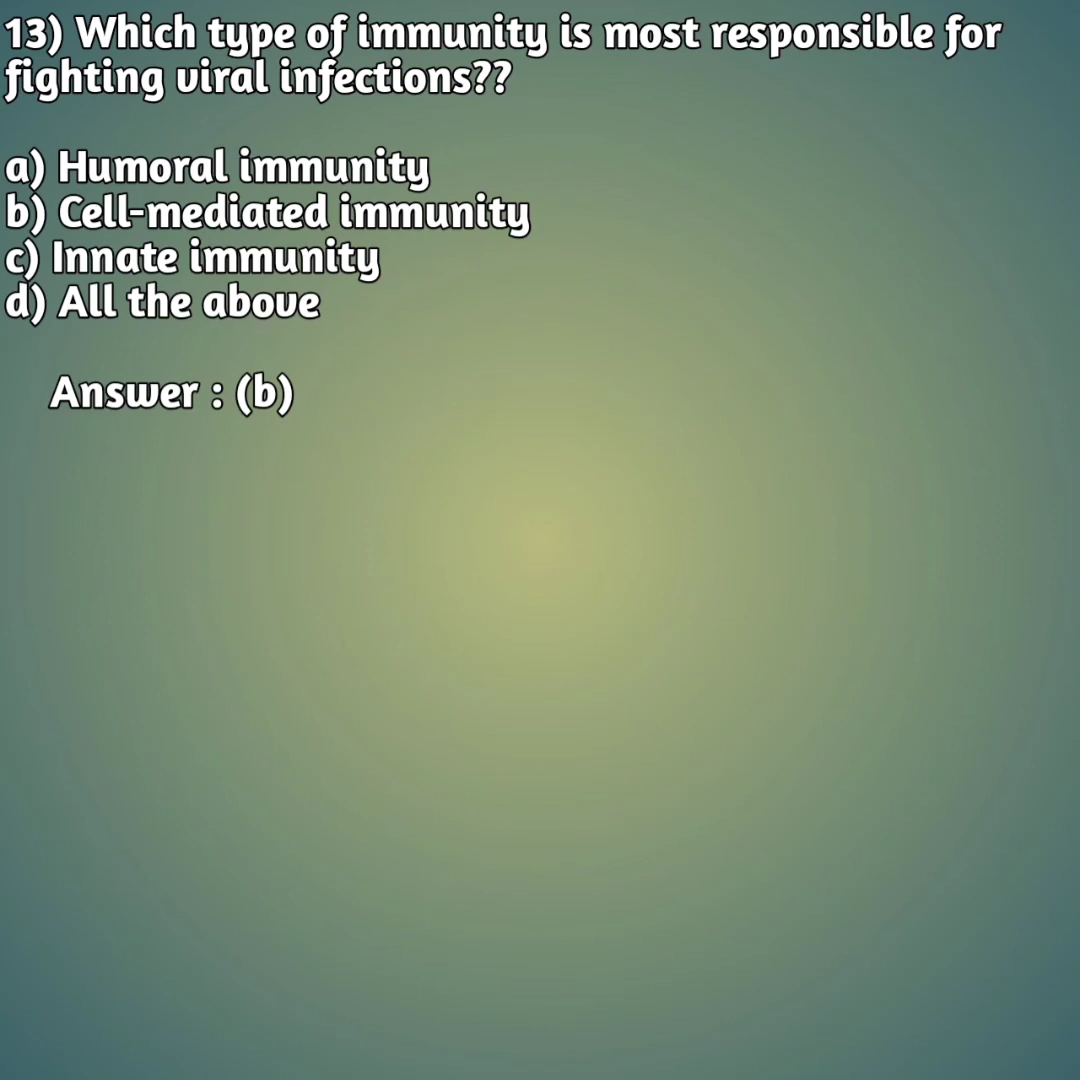 13) Which type of immunity is most responsible for
fighting viral infections??
a) Humoral immunity
b) Cell-mediated immunity
c) Innate immunity
d) All the above
Answer : (b)